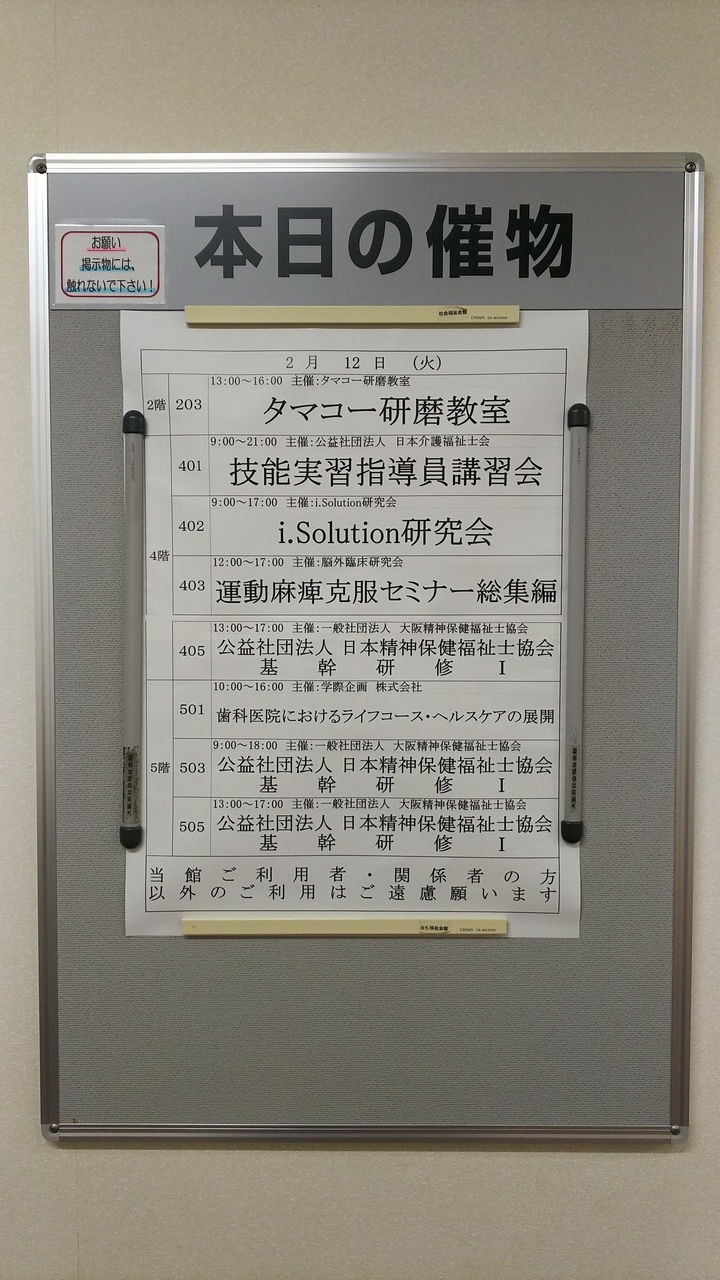 本日の催物
お願い
掲示物には、
触れないで下さい！
社会福祉会館
2月 12日 （火）
2階 203 13:00～16:00 主催:タマコー研磨教室
タマコー研磨教室
4階
401 9:00～21:00 主催:公益社団法人 日本介護福祉士会
技能実習指導員講習会
402 9:00～17:00 主催:i.Solution研究会
i.Solution研究会
403 12:00～17:00 主催:脳外臨床研究会
運動麻痺克服セミナー総集編
5階
405 13:00～17:00 主催:一般社団法人 大阪精神保健福祉士協会
公益社団法人 日本精神保健福祉士協会
基幹研修Ⅰ
501 10:00～16:00 主催:学際企画 株式会社
歯科医院におけるライフコース・ヘルスケアの展開
503 9:00～18:00 主催:一般社団法人 大阪精神保健福祉士協会
公益社団法人 日本精神保健福祉士協会
基幹研修Ⅰ
505 13:00～17:00 主催:一般社団法人 大阪精神保健福祉士協会
公益社団法人 日本精神保健福祉士協会
基幹研修Ⅰ
当館ご利用者・関係者の方
以外のご利用はご遠慮願います